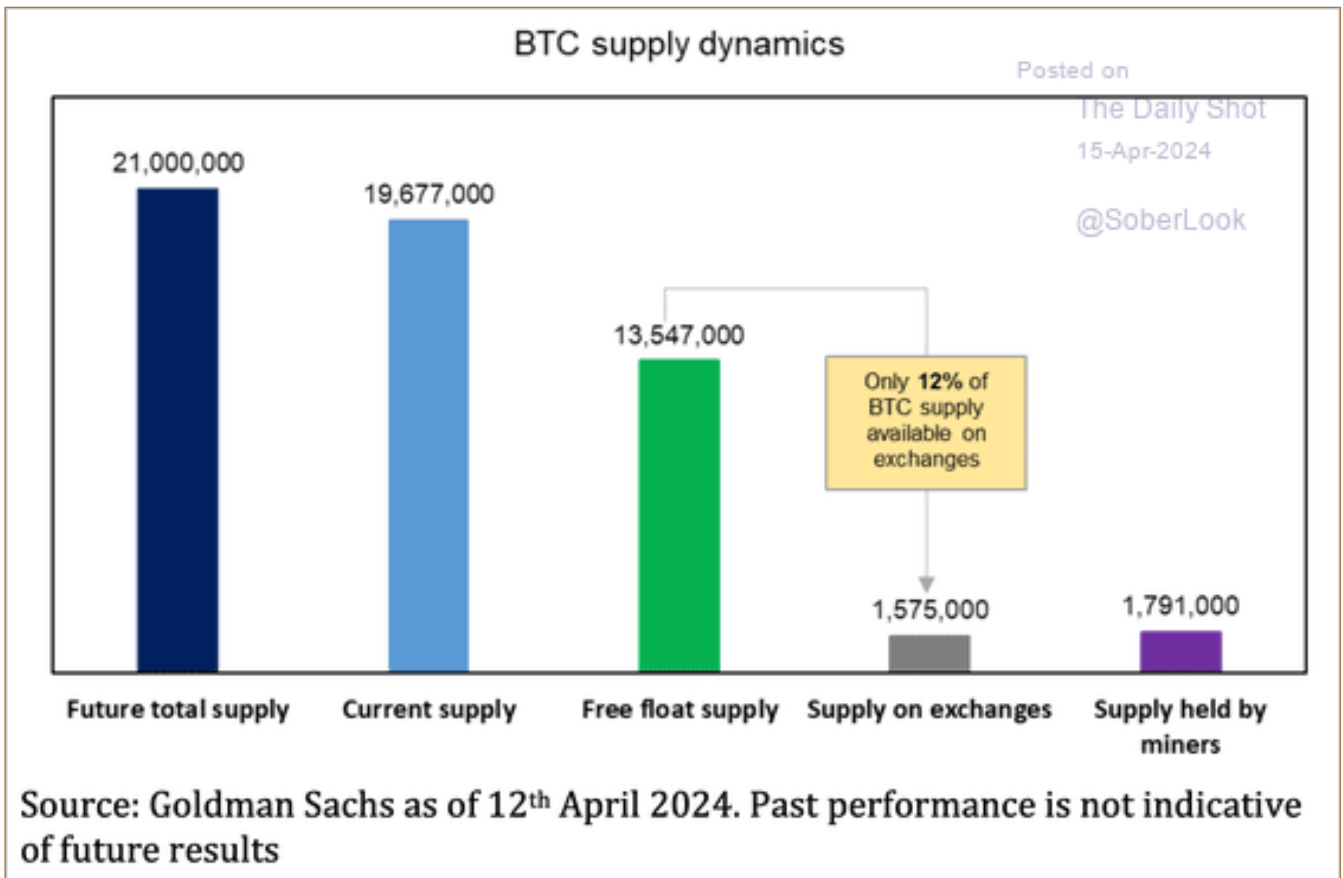 BTC supply dynamics
Posted on
The Daily Shot
15-Apr-2024
@SoberLook
21,000,000
19,677,000
13,547,000
Only 12% of
BTC supply
available on
exchanges
1,575,000
1,791,000
Future total supply
Current supply
Free float supply
Supply on exchanges
Supply held by
miners
Source: Goldman Sachs as of 12th April 2024. Past performance is not indicative
of future results